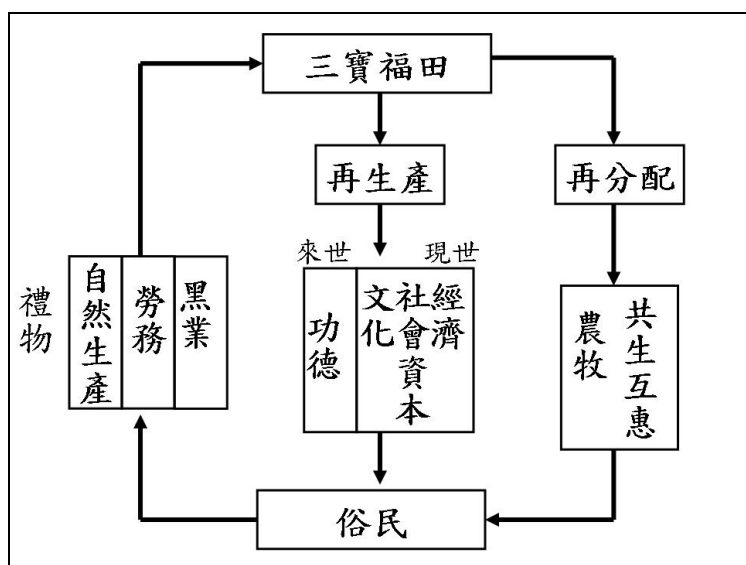 三寶福田
再生產
再分配
來世
現世
禮物
自然生產
勞務
黑業
功德
文化
社會資本
經濟
農牧
共生互惠
俗民